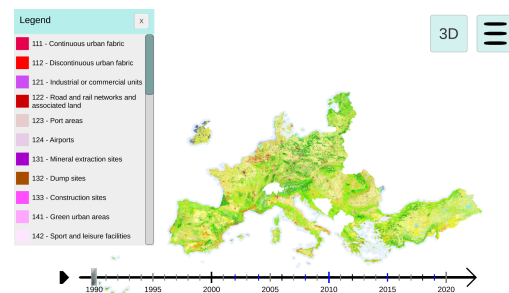 Legend
x
3D
111 - Continuous urban fabric
112 - Discontinuous urban fabric
121 - Industrial or commercial units
122 - Road and rail networks and
associated land
123 - Port areas
124 - Airports
131 - Mineral extraction sites
132 - Dump sites
133 - Construction sites
141 - Green urban areas
142 - Sport and leisure facilities
1990 1995 2000 2005 2010 2015 2020